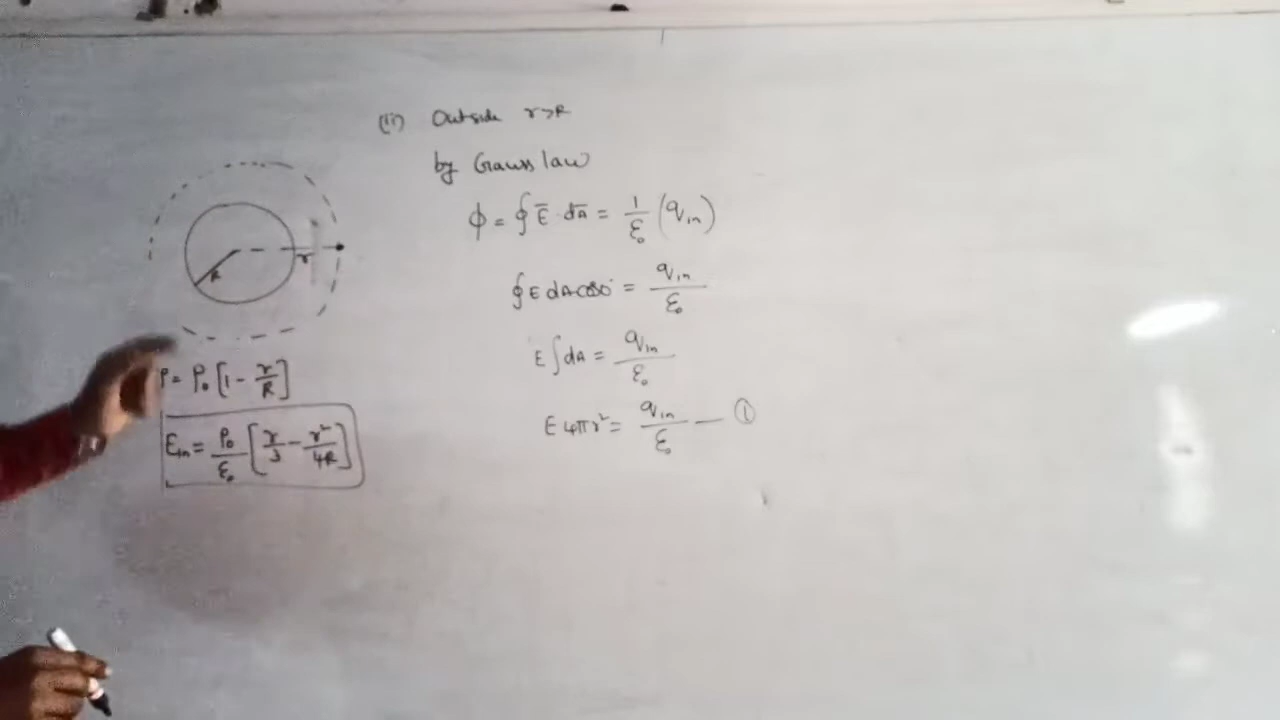 (ii) Outside r>R
by Gauss law
ϕ = ∮ E̅ · dA̅ = 1/ε₀ (q_in)
∮ E dA cos0° = q_in/ε₀
E ∫ dA = q_in/ε₀
E 4πr² = q_in/ε₀ — ①
R
r
ρ = ρ₀ [1 - r/R]
E_in = ρ₀/ε₀ [r/3 - r²/4R]